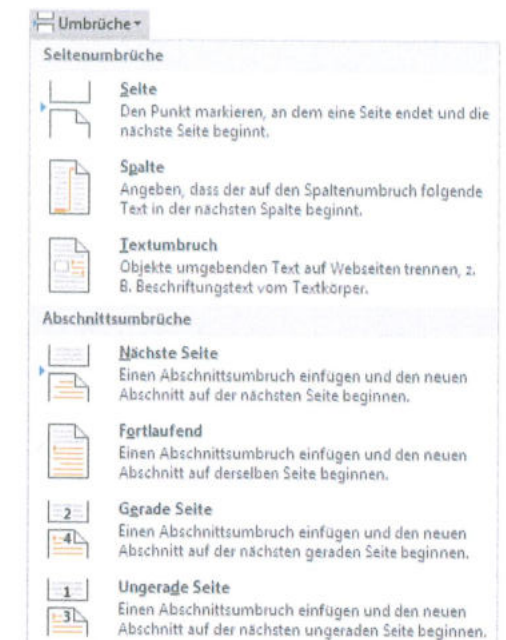 Umbrüche
Seitenumbrüche
Seite
Den Punkt markieren, an dem eine Seite endet und die
nächste Seite beginnt.
Spalte
Angeben, dass der auf den Spaltenumbruch folgende
Text in der nächsten Spalte beginnt.
Textumbruch
Objekte umgebenden Text auf Webseiten trennen, z.
B. Beschriftungstext vom Textkörper.
Abschnittsumbrüche
Nächste Seite
Einen Abschnittsumbruch einfügen und den neuen
Abschnitt auf der nächsten Seite beginnen.
Fortlaufend
Einen Abschnittsumbruch einfügen und den neuen
Abschnitt auf derselben Seite beginnen.
2
4
Gerade Seite
Einen Abschnittsumbruch einfügen und den neuen
Abschnitt auf der nächsten geraden Seite beginnen.
1
3
Ungerade Seite
Einen Abschnittsumbruch einfügen und den neuen
Abschnitt auf der nächsten ungeraden Seite beginnen.